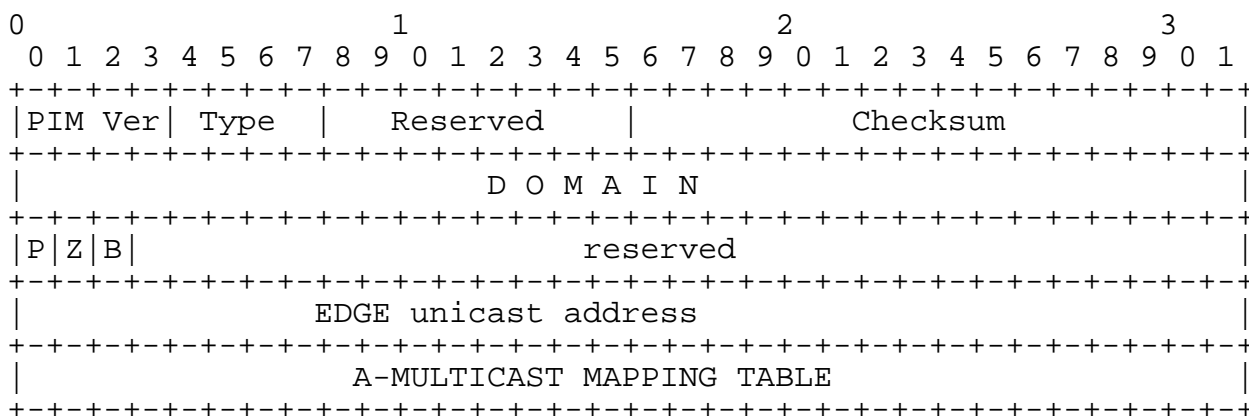 0                   1                   2                   3
 0 1 2 3 4 5 6 7 8 9 0 1 2 3 4 5 6 7 8 9 0 1 2 3 4 5 6 7 8 9 0 1
+-+-+-+-+-+-+-+-+-+-+-+-+-+-+-+-+-+-+-+-+-+-+-+-+-+-+-+-+-+-+-+-+
|PIM Ver| Type  |   Reserved    |           Checksum            |
+-+-+-+-+-+-+-+-+-+-+-+-+-+-+-+-+-+-+-+-+-+-+-+-+-+-+-+-+-+-+-+-+
|                        D O M A I N                            |
+-+-+-+-+-+-+-+-+-+-+-+-+-+-+-+-+-+-+-+-+-+-+-+-+-+-+-+-+-+-+-+-+
|P|Z|B|                       reserved                          |
+-+-+-+-+-+-+-+-+-+-+-+-+-+-+-+-+-+-+-+-+-+-+-+-+-+-+-+-+-+-+-+-+
|               EDGE unicast address                            |
+-+-+-+-+-+-+-+-+-+-+-+-+-+-+-+-+-+-+-+-+-+-+-+-+-+-+-+-+-+-+-+-+
|                 A-MULTICAST MAPPING TABLE                     |
+-+-+-+-+-+-+-+-+-+-+-+-+-+-+-+-+-+-+-+-+-+-+-+-+-+-+-+-+-+-+-+-+